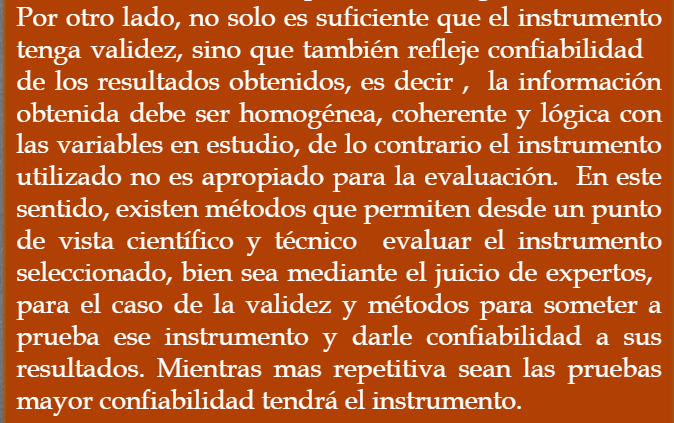 Por otro lado, no solo es suficiente que el instrumento
tenga validez, sino que también refleje confiabilidad
de los resultados obtenidos, es decir ,  la información
obtenida debe ser homogénea, coherente y lógica con
las variables en estudio, de lo contrario el instrumento
utilizado no es apropiado para la evaluación.  En este
sentido, existen métodos que permiten desde un punto
de vista científico y técnico  evaluar el instrumento
seleccionado, bien sea mediante el juicio de expertos,
para el caso de la validez y métodos para someter a
prueba ese instrumento y darle confiabilidad a sus
resultados. Mientras mas repetitiva sean las pruebas
mayor confiabilidad tendrá el instrumento.